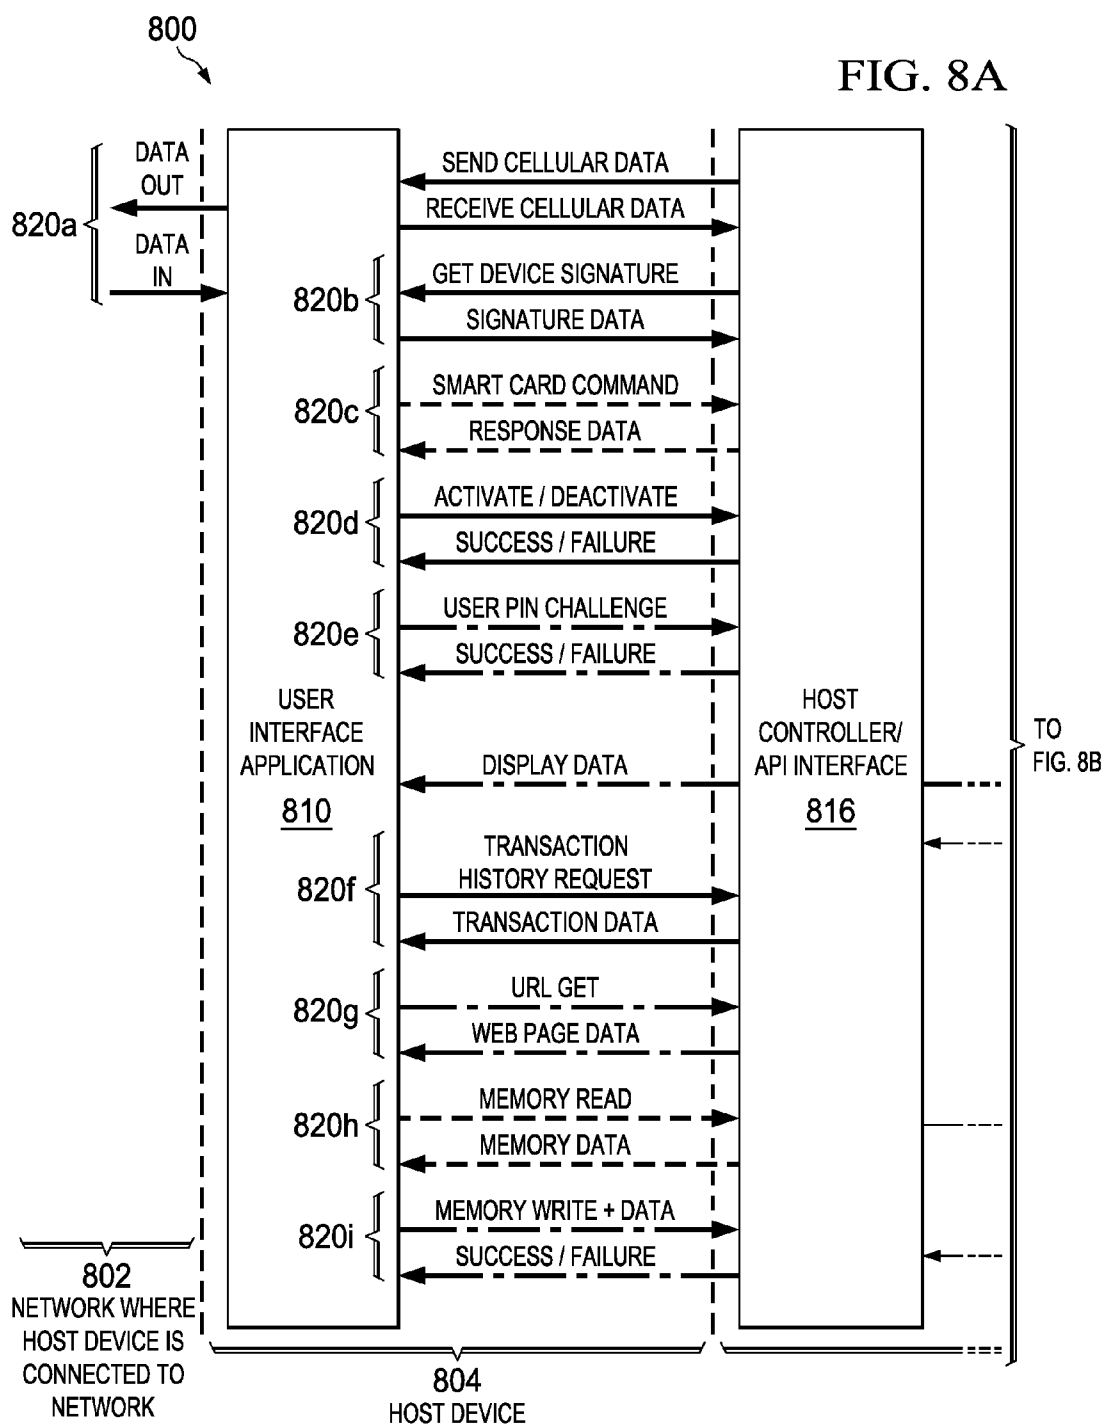 800
FIG. 8A
DATA
OUT
820a
DATA
IN
SEND CELLULAR DATA
RECEIVE CELLULAR DATA
820b
GET DEVICE SIGNATURE
SIGNATURE DATA
820c
SMART CARD COMMAND
RESPONSE DATA
820d
ACTIVATE / DEACTIVATE
SUCCESS / FAILURE
820e
USER PIN CHALLENGE
SUCCESS / FAILURE
USER
INTERFACE
APPLICATION
810
DISPLAY DATA
HOST
CONTROLLER/
API INTERFACE
816
TO
FIG. 8B
820f
TRANSACTION
HISTORY REQUEST
TRANSACTION DATA
820g
URL GET
WEB PAGE DATA
820h
MEMORY READ
MEMORY DATA
820i
MEMORY WRITE + DATA
SUCCESS / FAILURE
802
NETWORK WHERE
HOST DEVICE IS
CONNECTED TO
NETWORK
804
HOST DEVICE